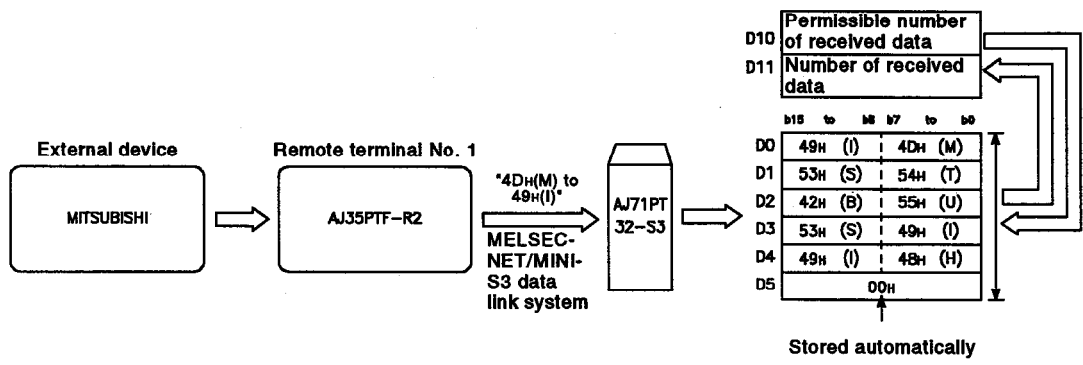 D10 Permissible number
of received data
D11 Number of received
data
External device
MITSUBISHI
Remote terminal No. 1
AJ35PTF-R2
"4DH(M) to
49H(I)"
MELSEC-
NET/MINI-
S3 data
link system
AJ71PT
32-S3
b15 to b8 b7 to b0
D0 49H (I) 4DH (M)
D1 53H (S) 54H (T)
D2 42H (B) 55H (U)
D3 53H (S) 49H (I)
D4 49H (I) 48H (H)
D5 00H
Stored automatically